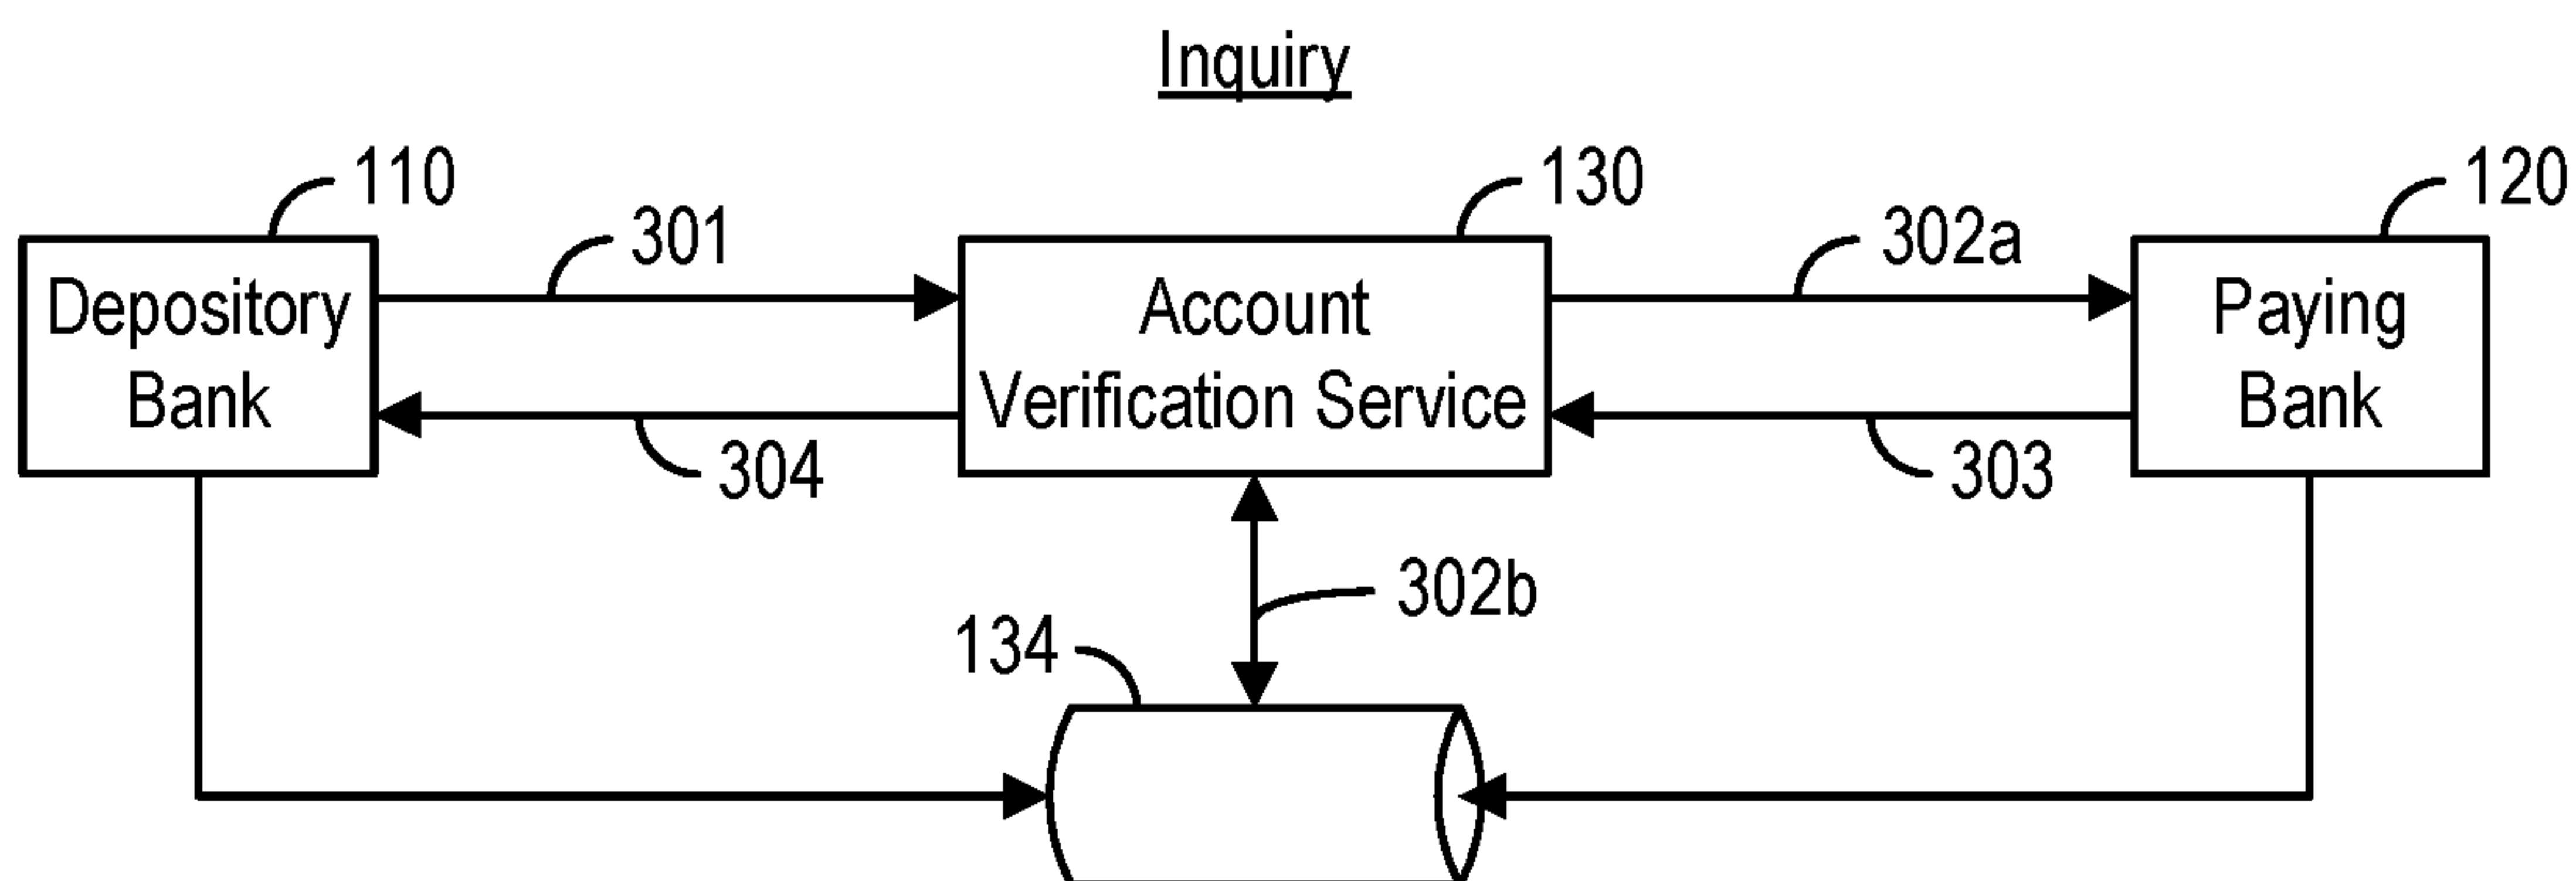 Inquiry
110
130
120
301
302a
Depository
Bank
Account
Verification Service
Paying
Bank
304
303
302b
134